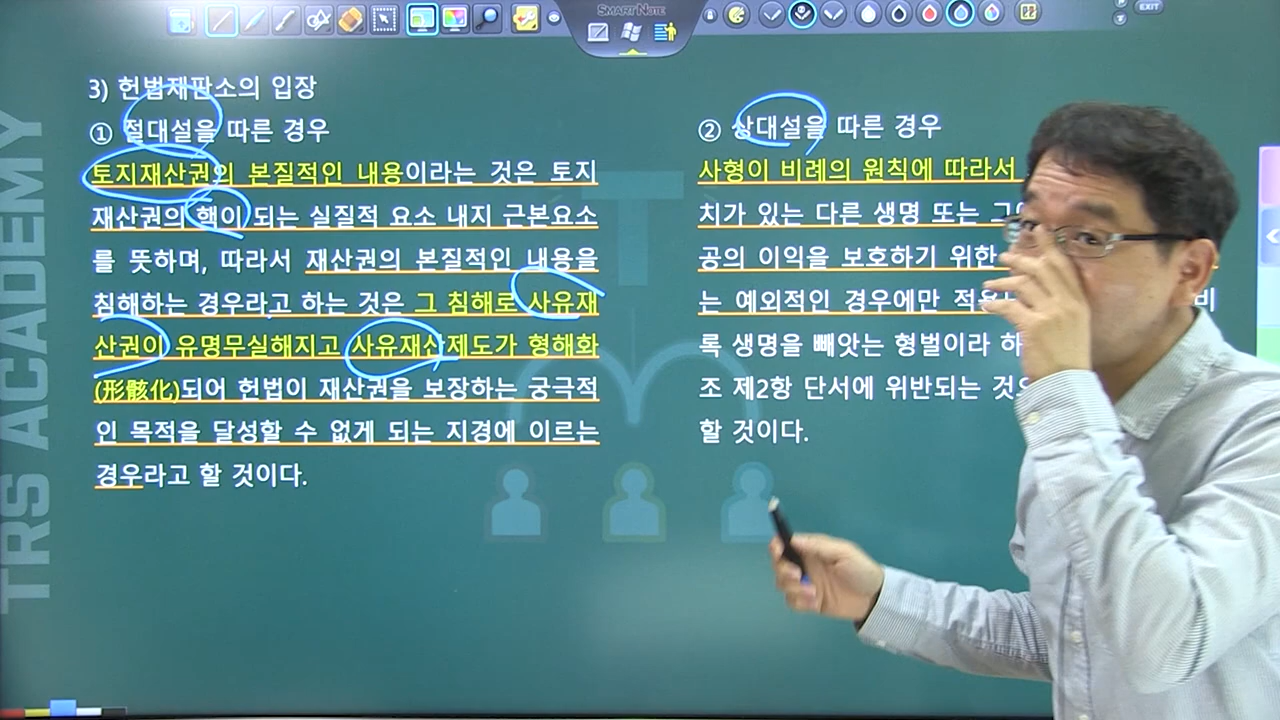 SMART NOTE
EXIT
TRS ACADEMY
3) 헌법재판소의 입장
① 절대설을 따른 경우
토지재산권의 본질적인 내용이라는 것은 토지
재산권의 핵이 되는 실질적 요소 내지 근본요소
를 뜻하며, 따라서 재산권의 본질적인 내용을
침해하는 경우라고 하는 것은 그 침해로 사유재
산권이 유명무실해지고 사유재산제도가 형해화
(形骸化)되어 헌법이 재산권을 보장하는 궁극적
인 목적을 달성할 수 없게 되는 지경에 이르는
경우라고 할 것이다.
② 상대설을 따른 경우
사형이 비례의 원칙에 따라서
치가 있는 다른 생명 또는
공의 이익을 보호하기 위한
는 예외적인 경우에만 비
록 생명을 빼앗는 형벌이라
조 제2항 단서에 위반되는
할 것이다.